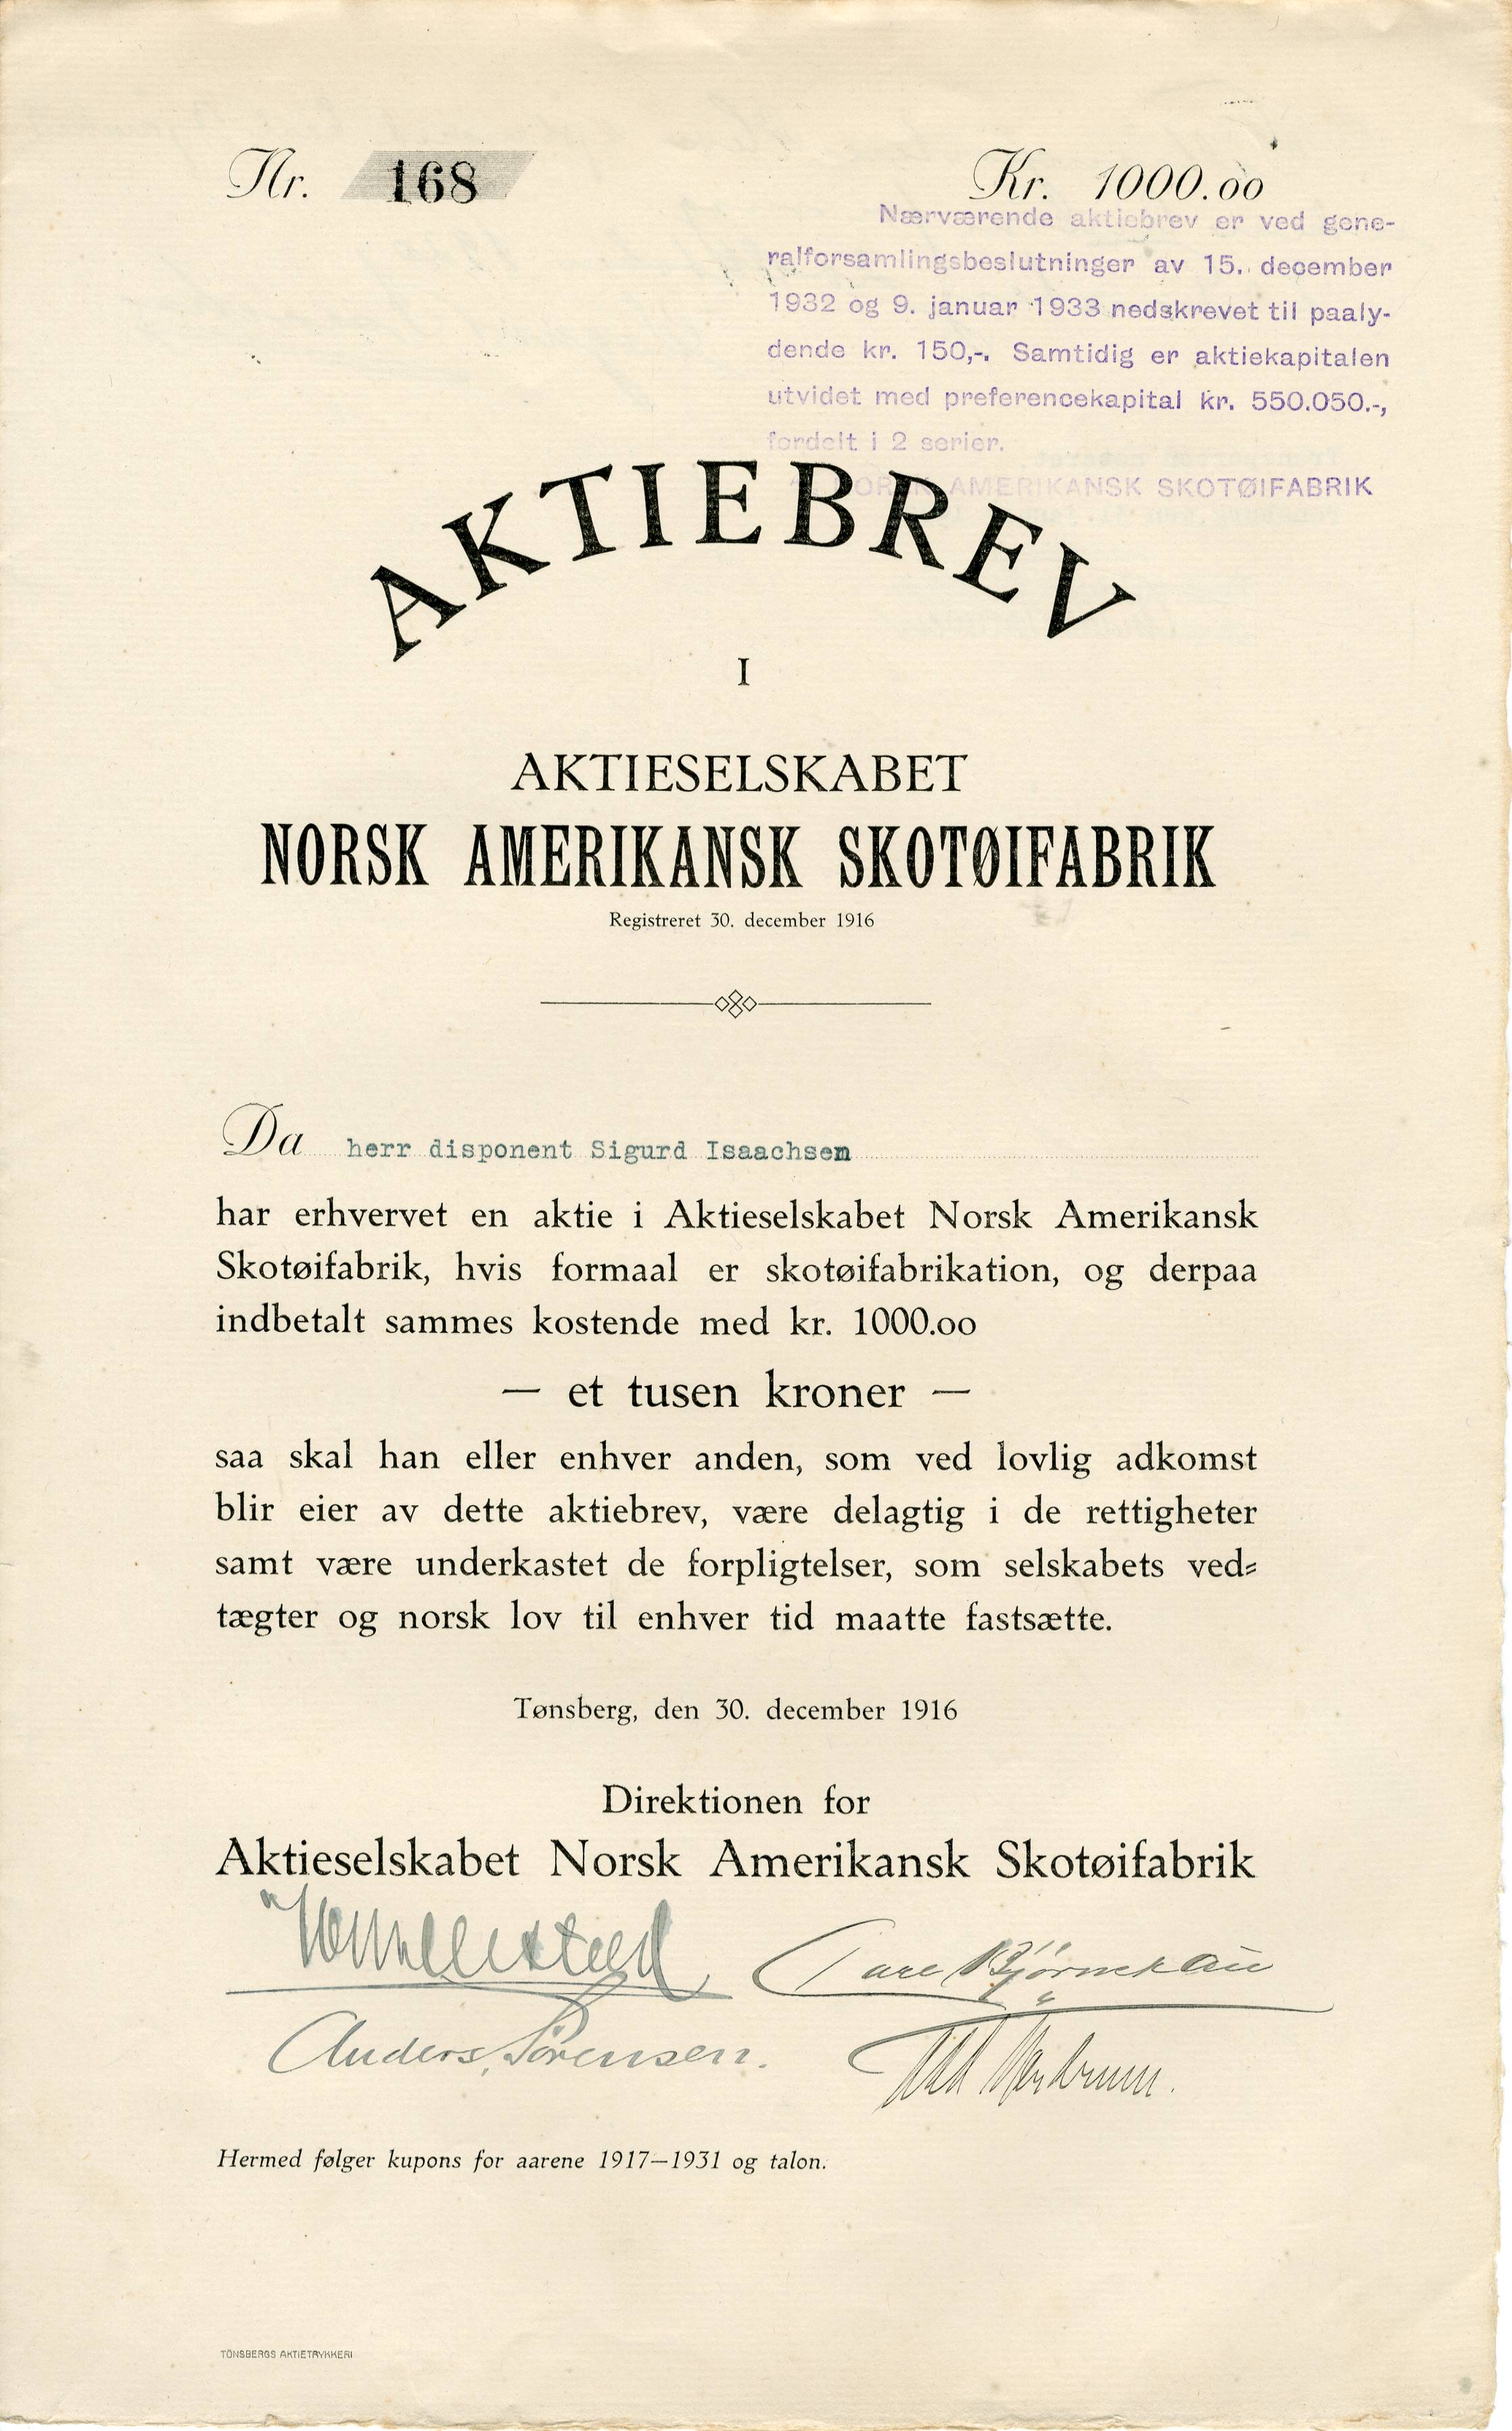 Nr. 168
Kr. 1000.00
Nærværende aktiebrev er ved gene-
ralforsamlingsbeslutninger av 15. december
1932 og 9. januar 1933 nedskrevet til paaly-
dende kr. 150,-. Samtidig er aktiekapitalen
utvidet med preferencekapital kr. 550.050.-,
fordelt i 2 serier.
NORSK AMERIKANSK SKOTØIFABRIK
AKTIEBREV
I
AKTIESELSKABET
NORSK AMERIKANSK SKOTØIFABRIK
Registreret 30. december 1916
Da herr disponent Sigurd Isaachsen
har erhvervet en aktie i Aktieselskabet Norsk Amerikansk
Skotøifabrik, hvis formaal er skotøifabrikation, og derpaa
indbetalt sammes kostende med kr. 1000.00
— et tusen kroner —
saa skal han eller enhver anden, som ved lovlig adkomst
blir eier av dette aktiebrev, være delagtig i de rettigheter
samt være underkastet de forpligtelser, som selskabets ved-
tægter og norsk lov til enhver tid maatte fastsætte.
Tønsberg, den 30. december 1916
Direktionen for
Aktieselskabet Norsk Amerikansk Skotøifabrik
Anders Sørensen.
Hermed følger kupons for aarene 1917—1931 og talon.
TÖNSBERGS AKTIETRYKKERI